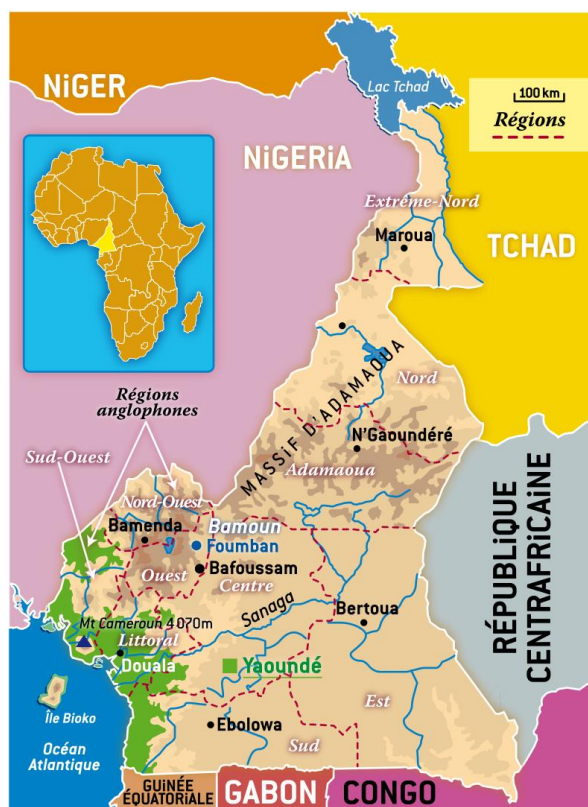 NiGER
Lac Tchad
100 km
Régions
NiGERiA
Extrême-Nord
Maroua
TCHAD
Nord
MASSIF D'ADAMAOUA
Régions
anglophones
N'Gaoundéré
Adamaoua
Sud-Ouest
Nord-Ouest
Bamenda
Bamoun
Foumban
Ouest
Bafoussam
Centre
RÉPUBLiQUE
CENTRAFRiCAiNE
Sanaga
Bertoua
Mt Cameroun 4 070m
Littoral
Douala
Yaoundé
Île Bioko
Ebolowa
Est
Sud
Océan
Atlantique
GUiNÉE
ÉQUATORiALE
GABON
CONGO